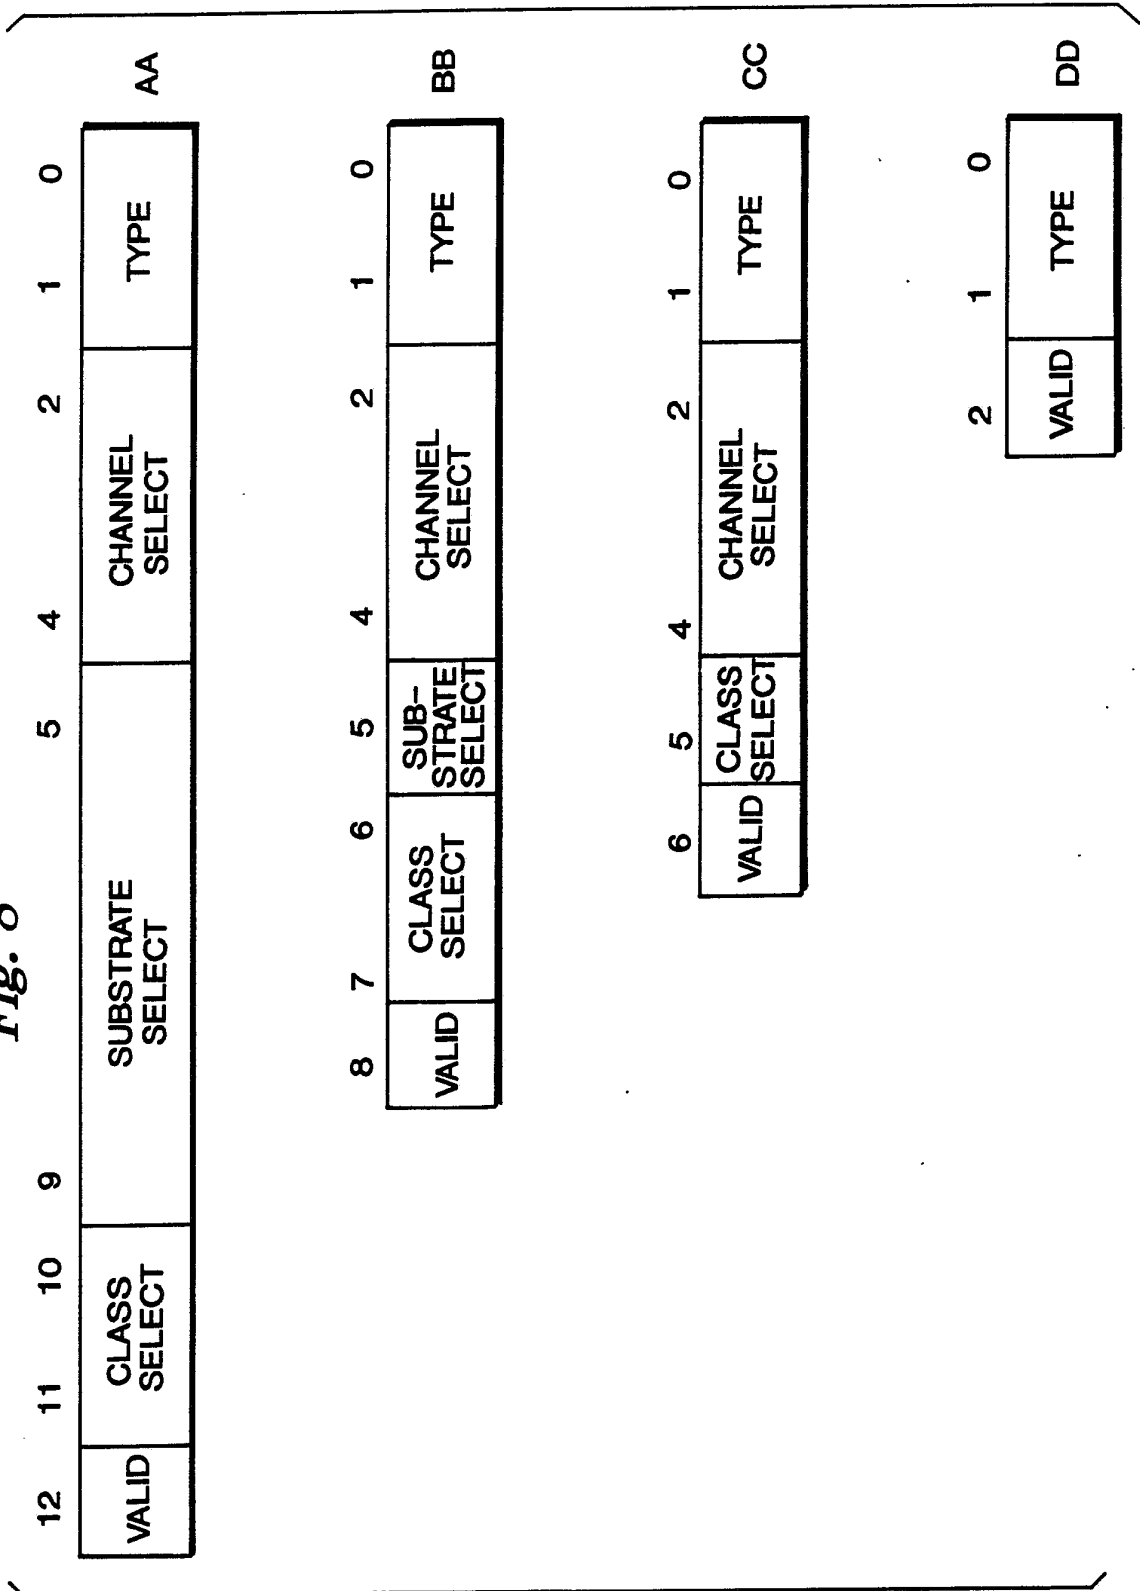 Fig.
12 11 10 9 5 4 2 1 0
VALID
CLASS
SELECT
SUBSTRATE
SELECT
CHANNEL
SELECT
TYPE
AA
8 7 6 5 4 2 1 0
VALID
CLASS
SELECT
SUB–
STRATE
SELECT
CHANNEL
SELECT
TYPE
BB
6 5 4 2 1 0
VALID
CLASS
SELECT
CHANNEL
SELECT
TYPE
CC
2 1 0
VALID
TYPE
DD